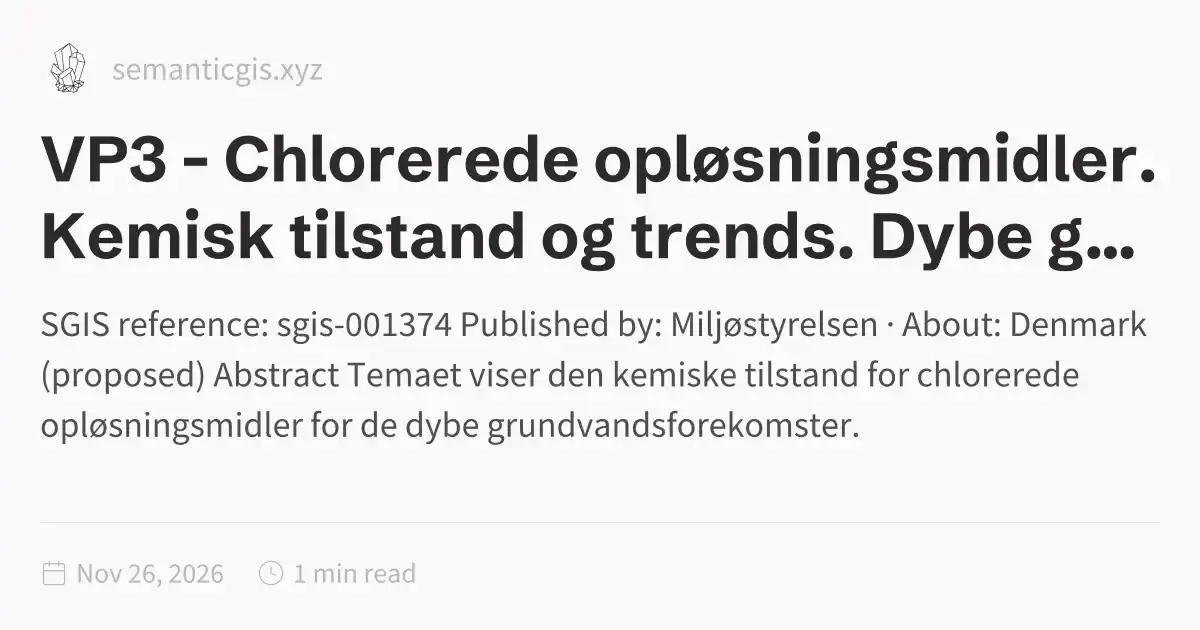 semanticgis.xyz
VP3 - Chlorerede opløsningsmidler.
Kemisk tilstand og trends. Dybe g...
SGIS reference: sgis-001374 Published by: Miljøstyrelsen · About: Denmark
(proposed) Abstract Temaet viser den kemiske tilstand for chlorerede
opløsningsmidler for de dybe grundvandsforekomster.
Nov 26, 2026 1 min read